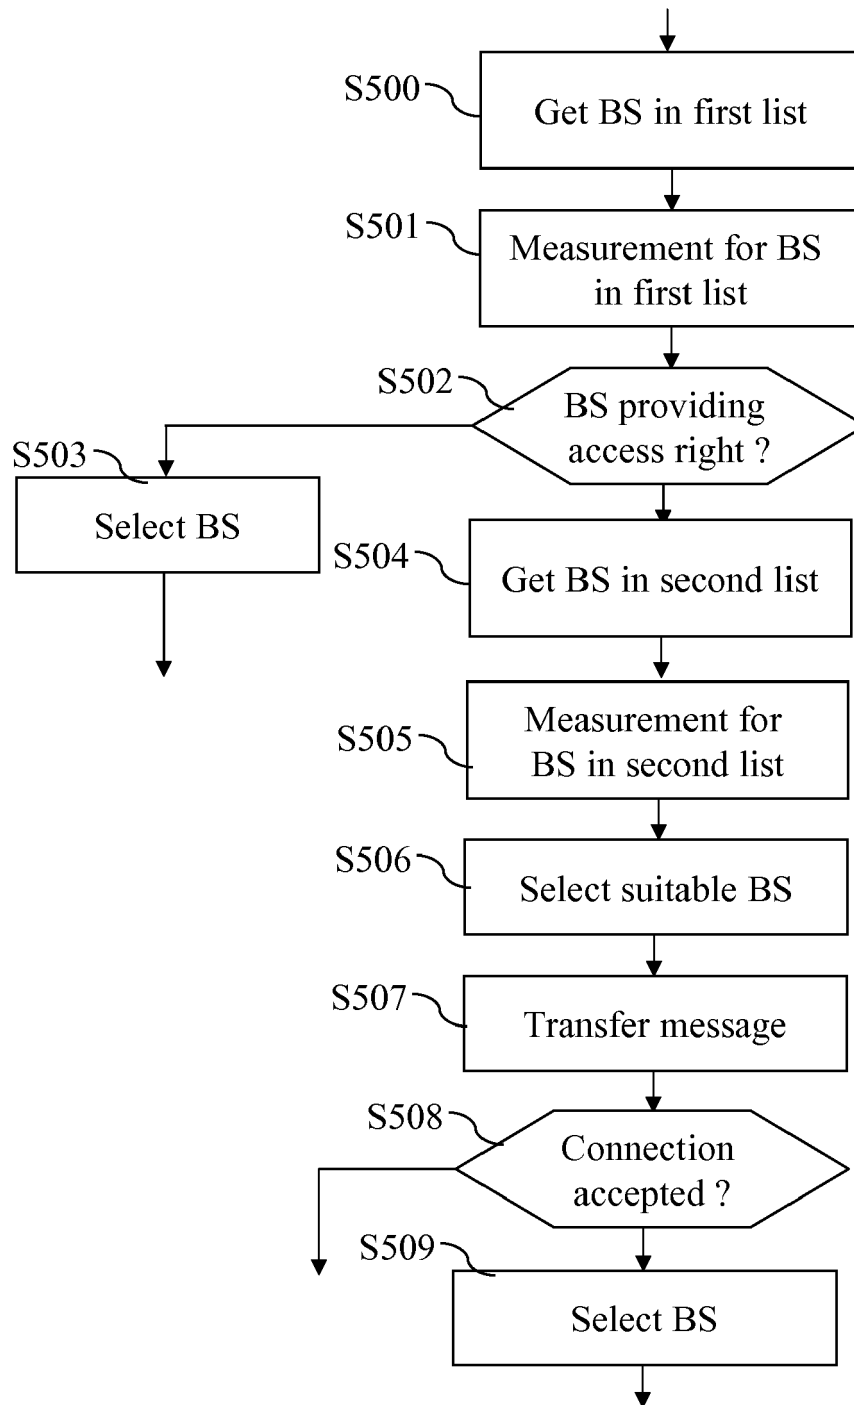 S500
Get BS in first list
S501
Measurement for BS
in first list
S502
BS providing
access right ?
S503
Select BS
S504
Get BS in second list
S505
Measurement for
BS in second list
S506
Select suitable BS
S507
Transfer message
S508
Connection
accepted ?
S509
Select BS